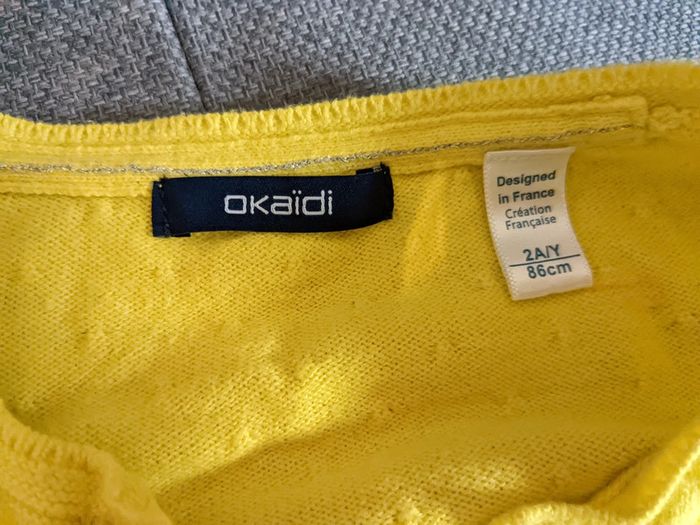 okaïdi
Designed
in France
Création
Française
2A/Y
86cm